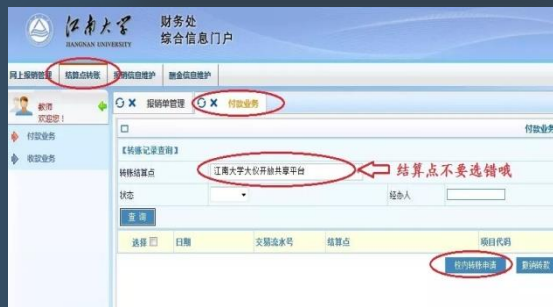 江南大学 财务处
JIANGNAN UNIVERSITY 综合信息门户
网上报销管理 结算点转账 报销信息维护 酬金信息维护
教师
欢迎您!
报销单管理 付款业务
付款业务
收款业务
付款业务
【转账记录查询】
转账结算点 江南大学大仪开放共享平台 结算点不要选错哦
状态 经办人
查 询
选择 日期 交易流水号 结算点 项目代码
校内转账申请 撤销转款